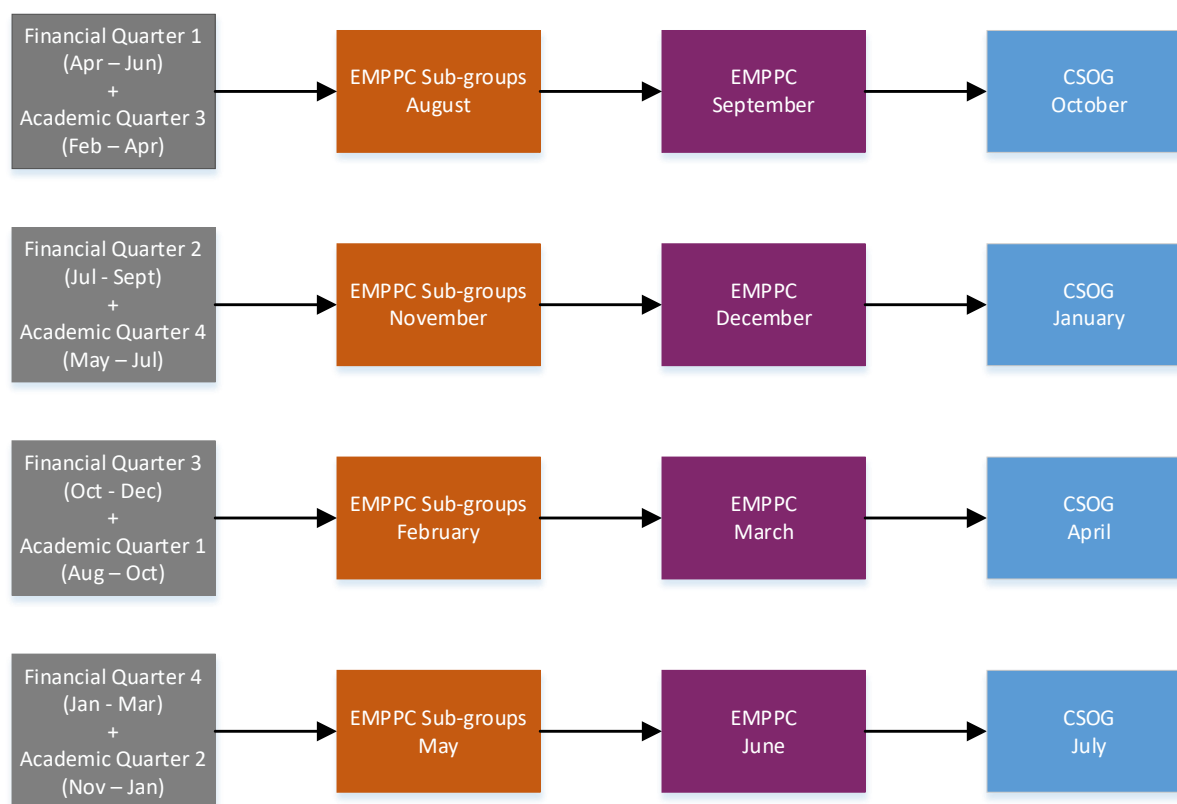 Financial Quarter 1
(Apr – Jun)
+
Academic Quarter 3
(Feb – Apr)
EMPPC Sub-groups
August
EMPPC
September
CSOG
October
Financial Quarter 2
(Jul - Sept)
+
Academic Quarter 4
(May – Jul)
EMPPC Sub-groups
November
EMPPC
December
CSOG
January
Financial Quarter 3
(Oct - Dec)
+
Academic Quarter 1
(Aug – Oct)
EMPPC Sub-groups
February
EMPPC
March
CSOG
April
Financial Quarter 4
(Jan - Mar)
+
Academic Quarter 2
(Nov – Jan)
EMPPC Sub-groups
May
EMPPC
June
CSOG
July